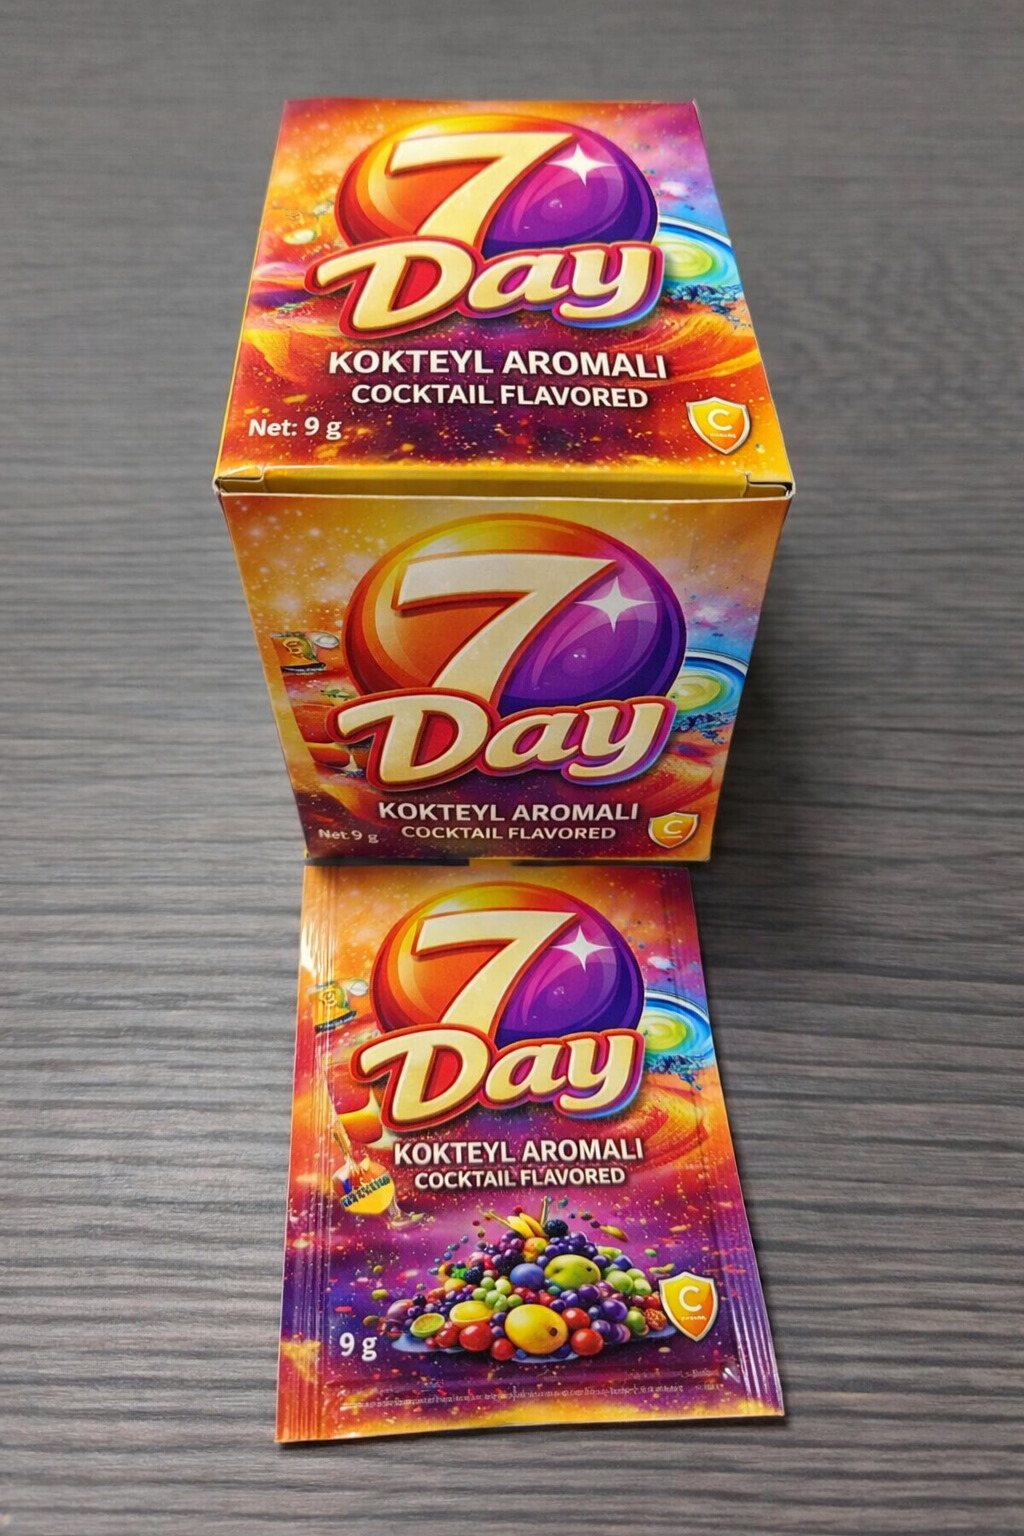 7
Day
KOKTEYL AROMALI
COCKTAIL FLAVORED
Net: 9 g
C
7
Day
KOKTEYL AROMALI
COCKTAIL FLAVORED
Net 9 g
C
7
Day
KOKTEYL AROMALI
COCKTAIL FLAVORED
9 g
C